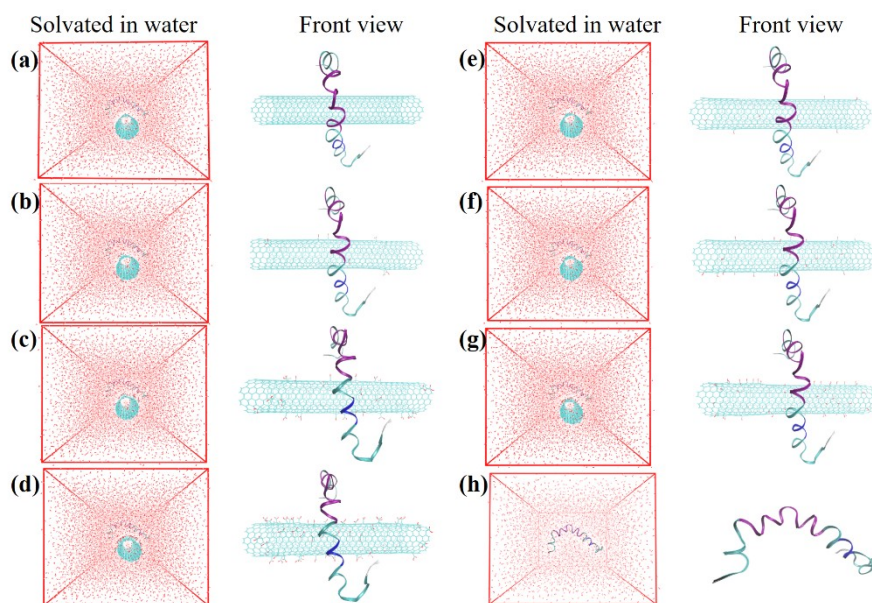 Solvated in water Front view Solvated in water Front view
(a) (e)
(b) (f)
(c) (g)
(d) (h)